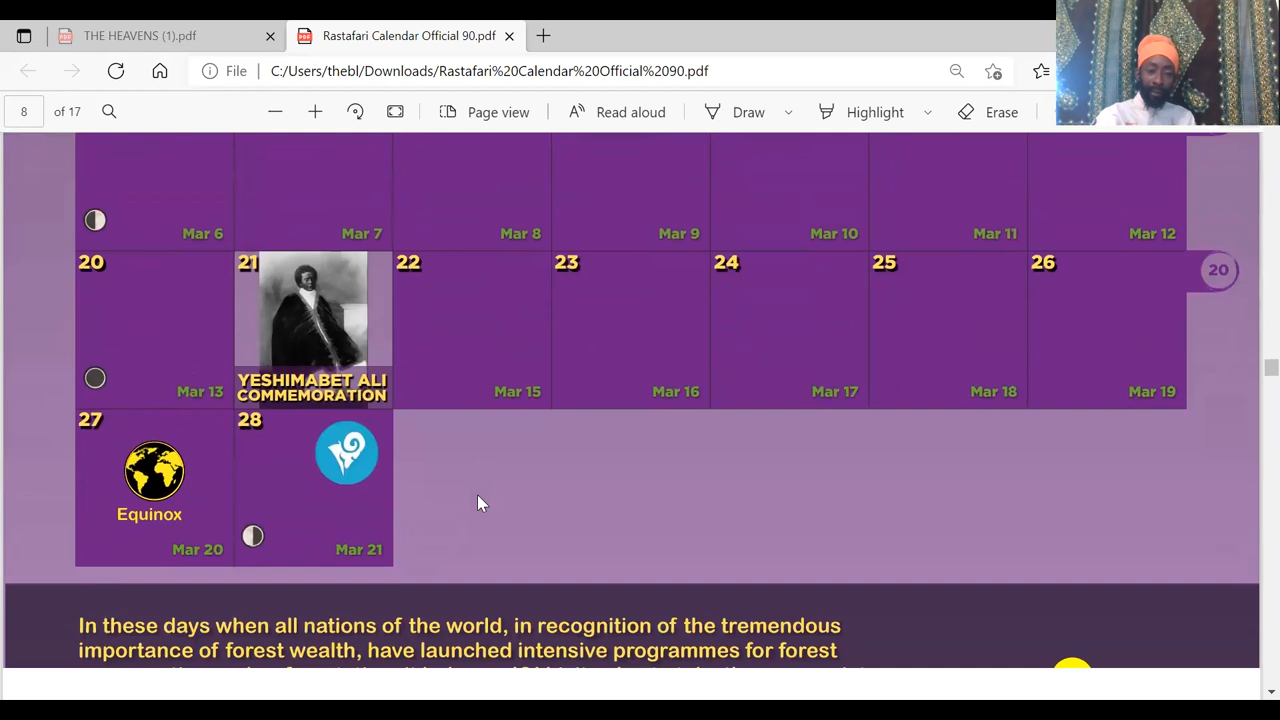 THE HEAVENS (1).pdf
Rastafari Calendar Official 90.pdf
File
C:/Users/thebl/Downloads/Rastafari%20Calendar%20Official%2090.pdf
8 of 17
Page view
Read aloud
Draw
Highlight
Erase
Mar 6
Mar 7
Mar 8
Mar 9
Mar 10
Mar 11
Mar 12
20
21
22
23
24
25
26
20
YESHIMABET ALI
COMMEMORATION
Mar 13
Mar 15
Mar 16
Mar 17
Mar 18
Mar 19
27
28
Equinox
Mar 20
Mar 21
In these days when all nations of the world, in recognition of the tremendous
importance of forest wealth, have launched intensive programmes for forest